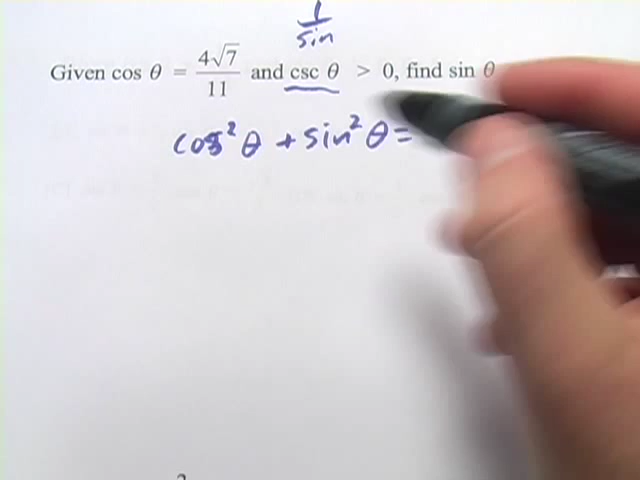 1
sin
Given cos θ = 4√7/11 and csc θ > 0, find sin θ
cos² θ + sin² θ =